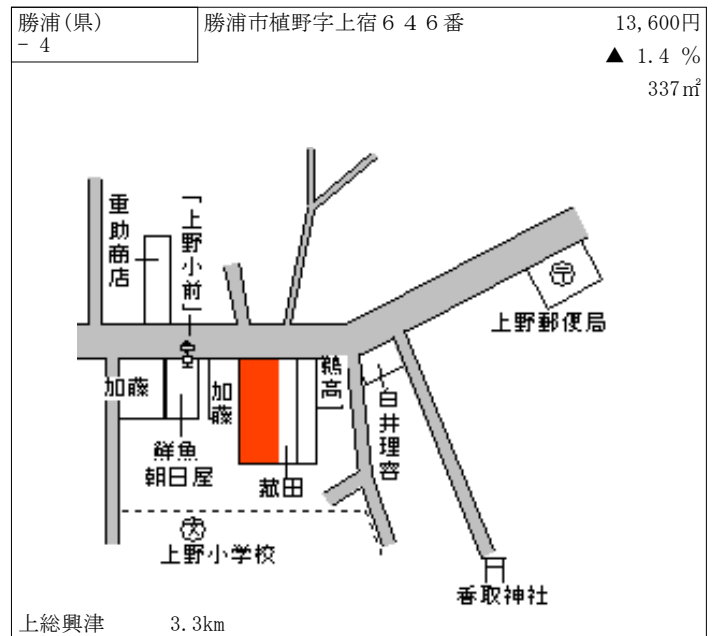 勝浦(県)
- 4
勝浦市植野字上宿６４６番
13,600円
▲ 1.4 %
337㎡
重助商店
「上野小前」
上野郵便局
加藤
鮮魚
朝日屋
加藤
鵜高
白井理容
菰田
上野小学校
香取神社
上総興津 3.3km